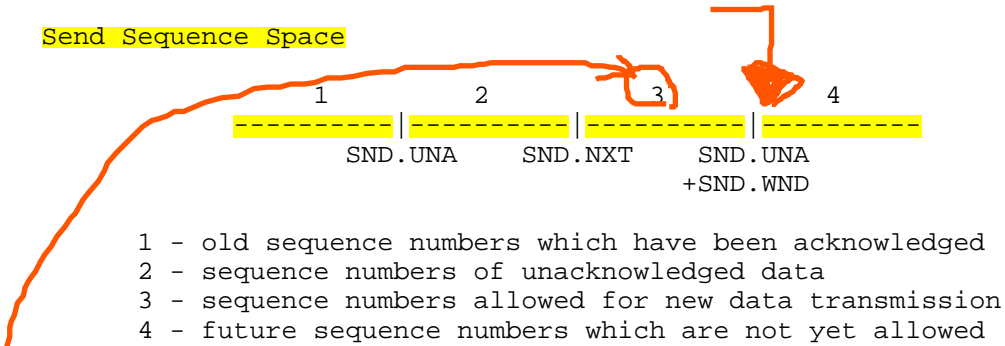 Send Sequence Space
1 2 3 4
----------|----------|----------|----------
SND.UNA SND.NXT SND.UNA
+SND.WND
1 - old sequence numbers which have been acknowledged
2 - sequence numbers of unacknowledged data
3 - sequence numbers allowed for new data transmission
4 - future sequence numbers which are not yet allowed